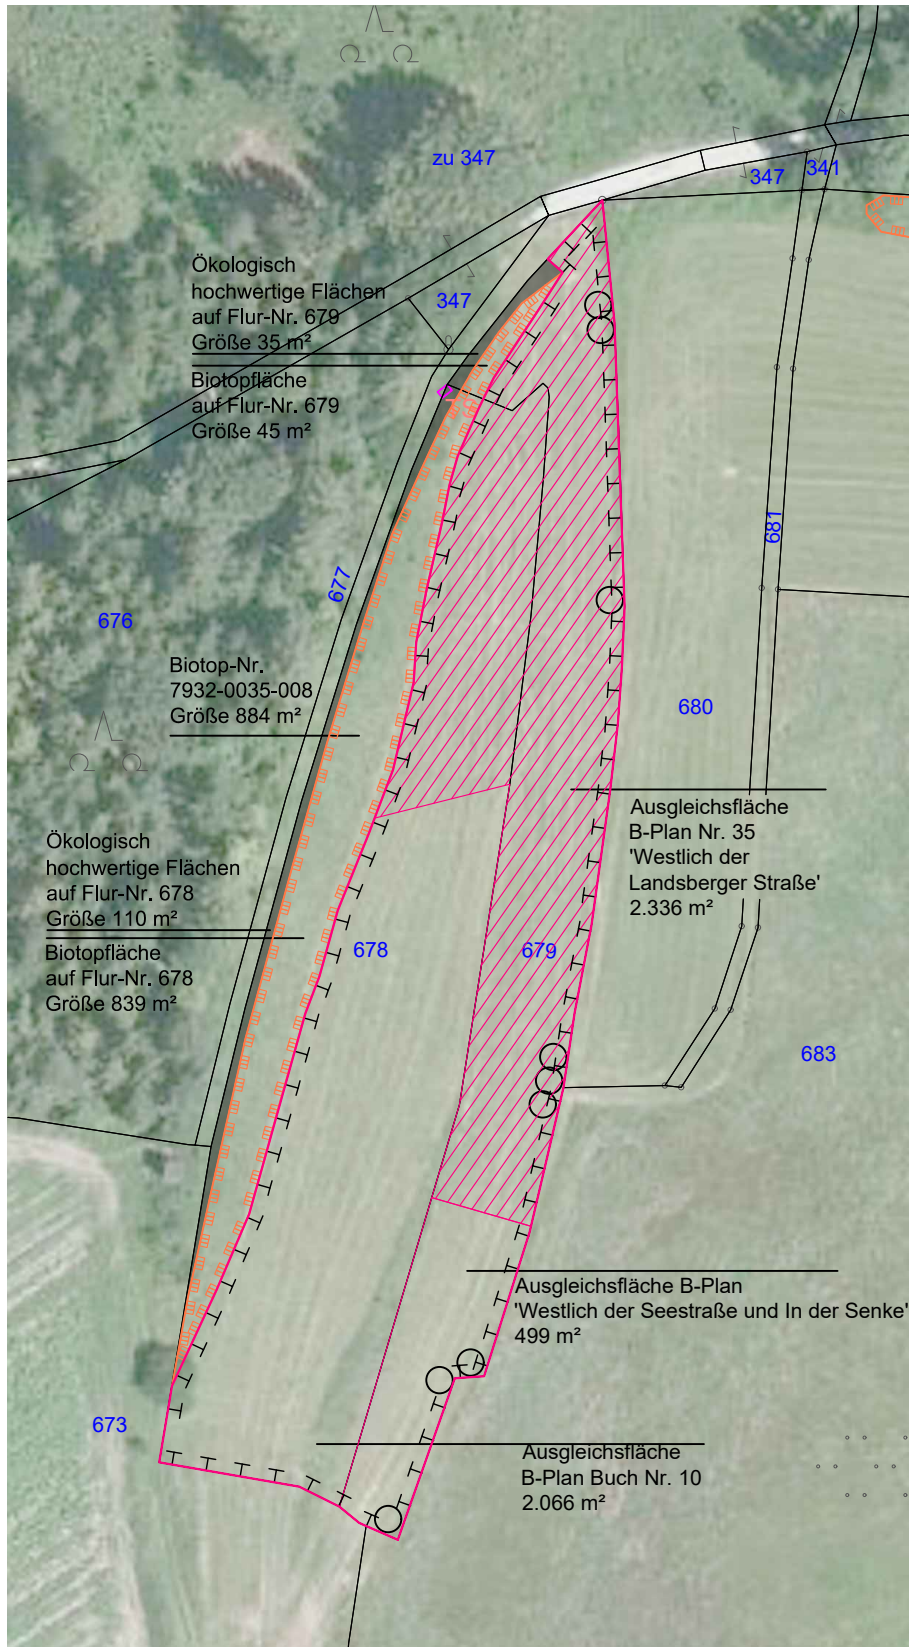 zu 347
347
341
Ökologisch
hochwertige Flächen
auf Flur-Nr. 679
Größe 35 m²
347
Biotopfläche
auf Flur-Nr. 679
Größe 45 m²
681
677
676
Biotop-Nr.
7932-0035-008
Größe 884 m²
680
Ausgleichsfläche
B-Plan Nr. 35
'Westlich der
Landsberger Straße'
2.336 m²
Ökologisch
hochwertige Flächen
auf Flur-Nr. 678
Größe 110 m²
Biotopfläche
auf Flur-Nr. 678
Größe 839 m²
678
679
683
Ausgleichsfläche B-Plan
'Westlich der Seestraße und In der Senke'
499 m²
673
Ausgleichsfläche
B-Plan Buch Nr. 10
2.066 m²